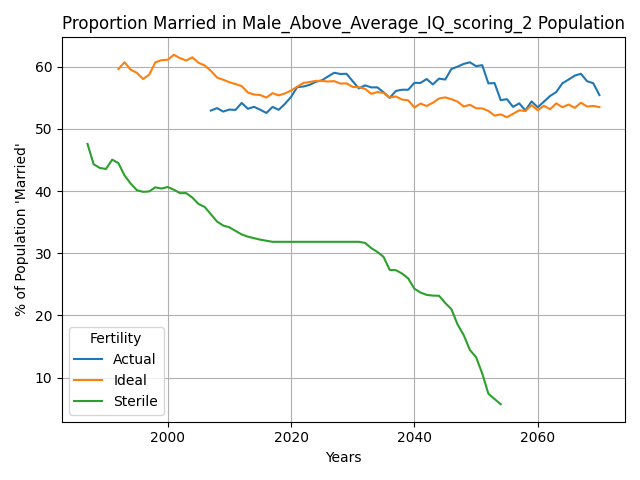 Proportion Married in Male_Above_Average_IQ_scoring_2 Population
% of Population 'Married'
60
50
40
30
20
10
Fertility
Actual
Ideal
Sterile
2000
2020
2040
2060
Years